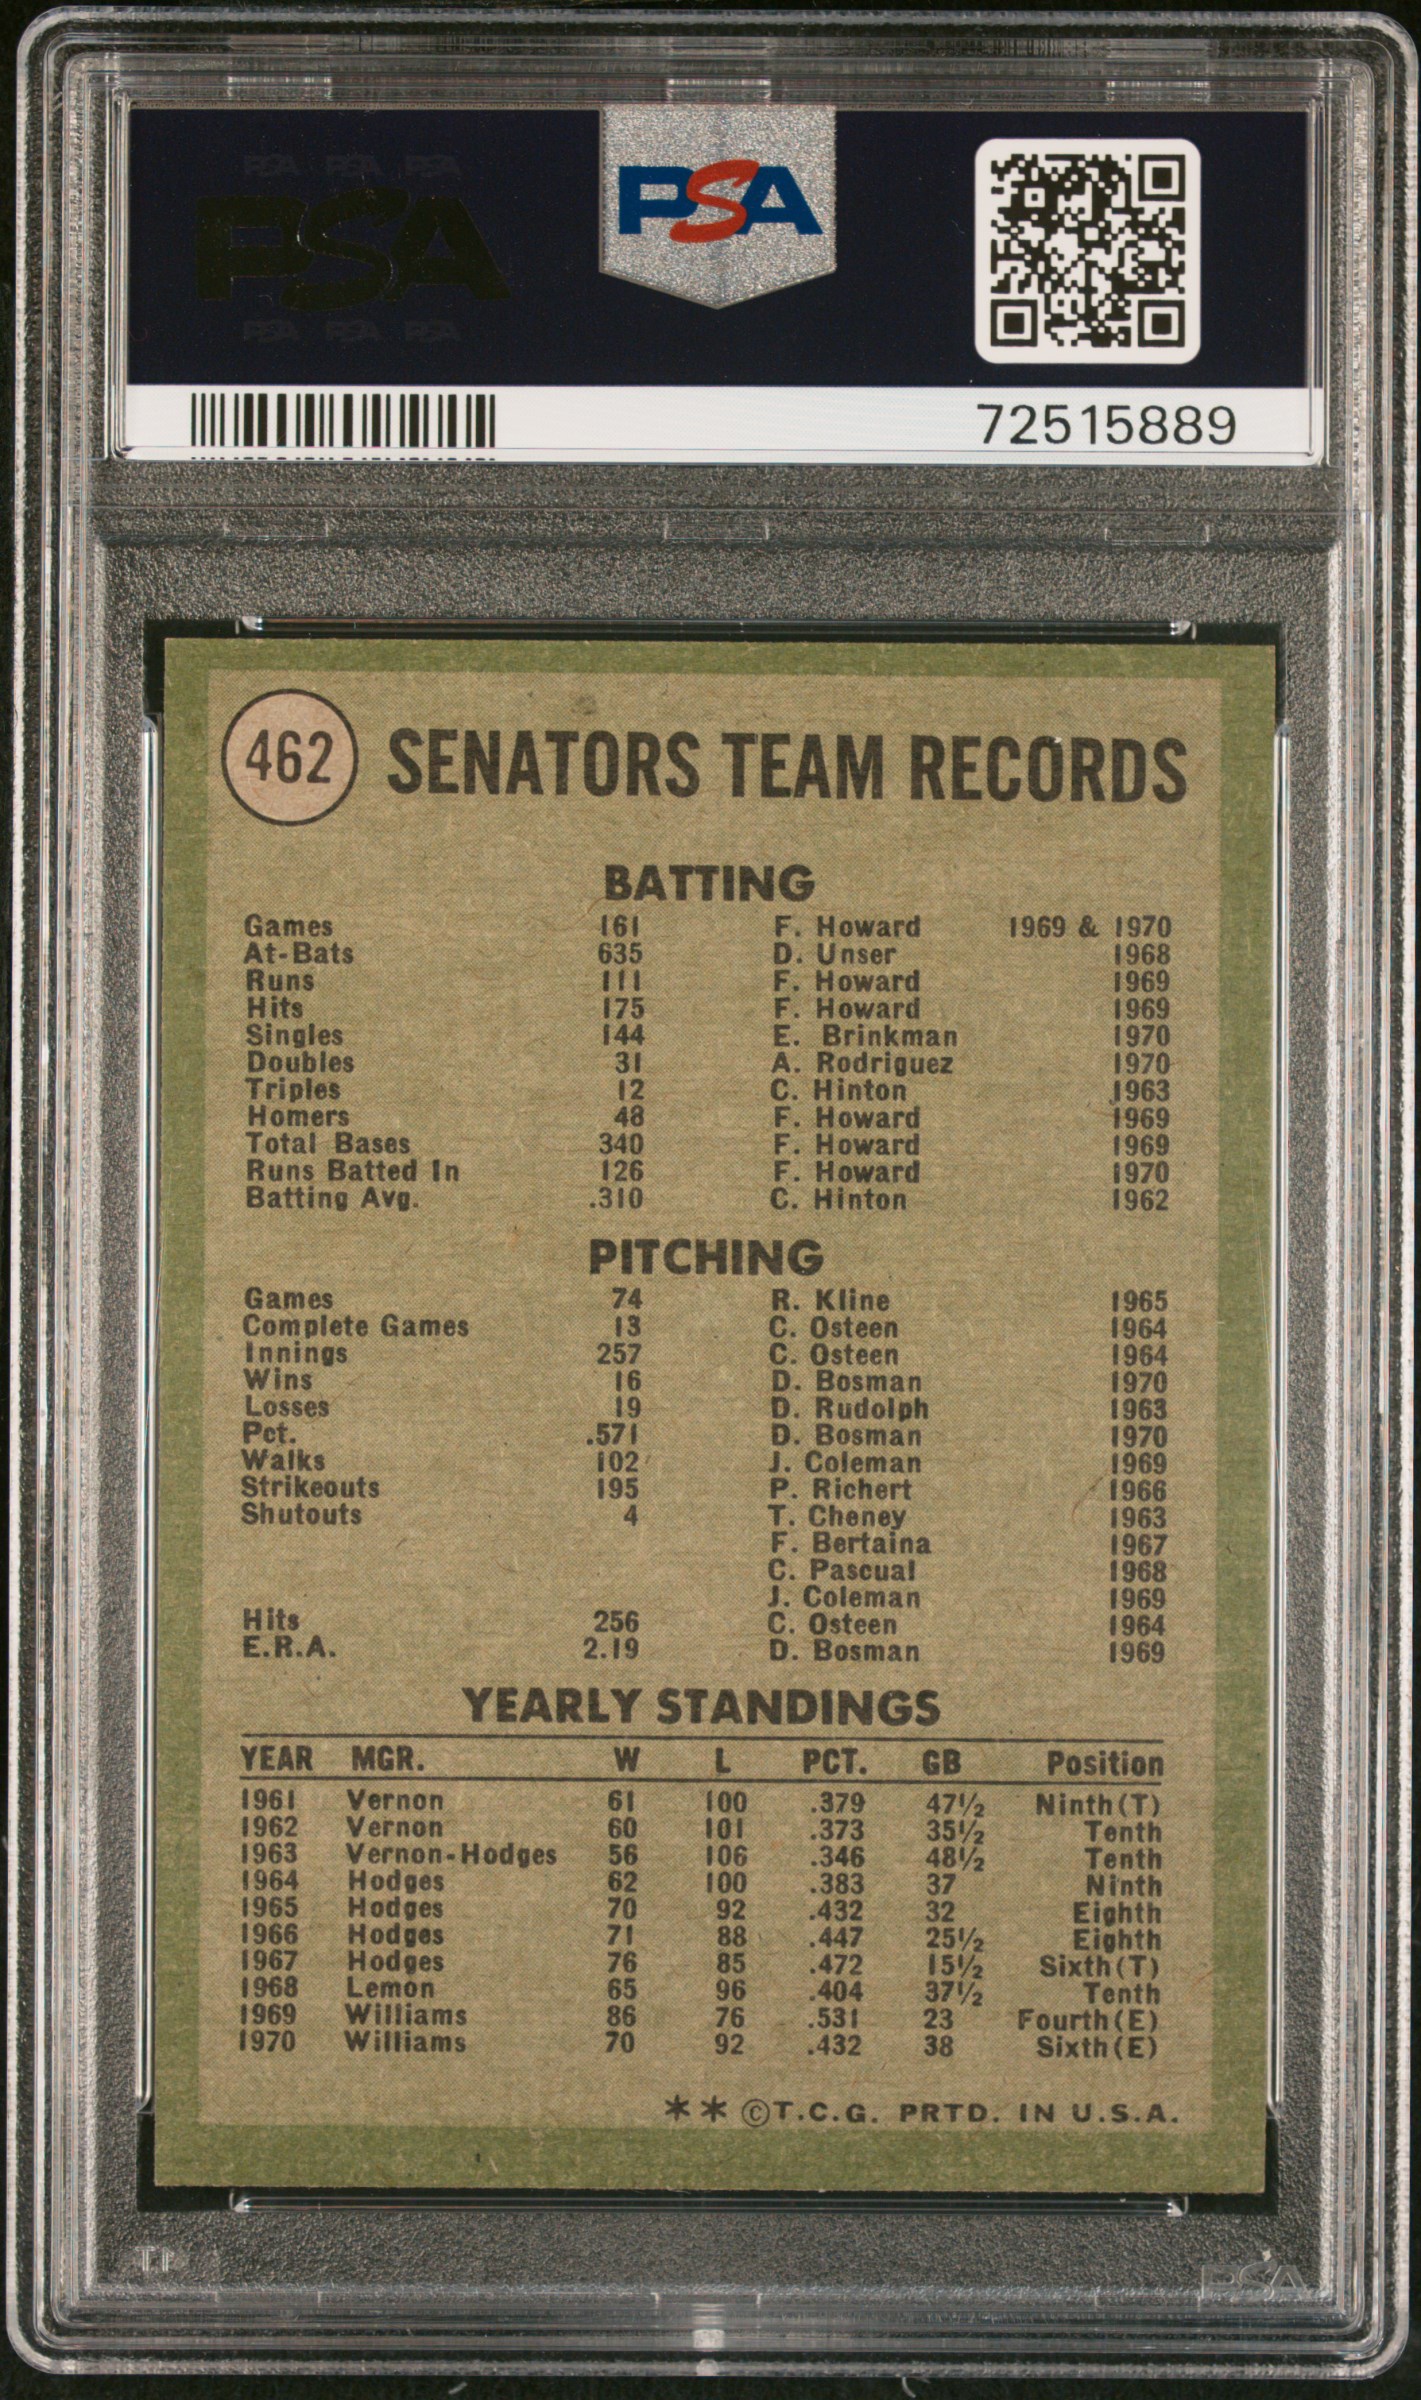 PSA PSA PSA
PSA
PSA PSA PSA
PSA
72515889
462 SENATORS TEAM RECORDS
BATTING
Games 161 F. Howard 1969 & 1970
At-Bats 635 D. Unser 1968
Runs 111 F. Howard 1969
Hits 175 F. Howard 1969
Singles 144 E. Brinkman 1970
Doubles 31 A. Rodriguez 1970
Triples 12 C. Hinton 1963
Homers 48 F. Howard 1969
Total Bases 340 F. Howard 1969
Runs Batted In 126 F. Howard 1970
Batting Avg. .310 C. Hinton 1962
PITCHING
Games 74 R. Kline 1965
Complete Games 13 C. Osteen 1964
Innings 257 C. Osteen 1964
Wins 16 D. Bosman 1970
Losses 19 D. Rudolph 1963
Pct. .571 D. Bosman 1970
Walks 102 J. Coleman 1969
Strikeouts 195 P. Richert 1966
Shutouts 4 T. Cheney 1963
F. Bertaina 1967
C. Pascual 1968
J. Coleman 1969
Hits 256 C. Osteen 1964
E.R.A. 2.19 D. Bosman 1969
YEARLY STANDINGS
YEAR MGR. W L PCT. GB Position
1961 Vernon 61 100 .379 47½ Ninth(T)
1962 Vernon 60 101 .373 35½ Tenth
1963 Vernon-Hodges 56 106 .346 48½ Tenth
1964 Hodges 62 100 .383 37 Ninth
1965 Hodges 70 92 .432 32 Eighth
1966 Hodges 71 88 .447 25½ Eighth
1967 Hodges 76 85 .472 15½ Sixth(T)
1968 Lemon 65 96 .404 37½ Tenth
1969 Williams 86 76 .531 23 Fourth(E)
1970 Williams 70 92 .432 38 Sixth(E)
** ©T.C.G. PRTD. IN U.S.A.
PSA